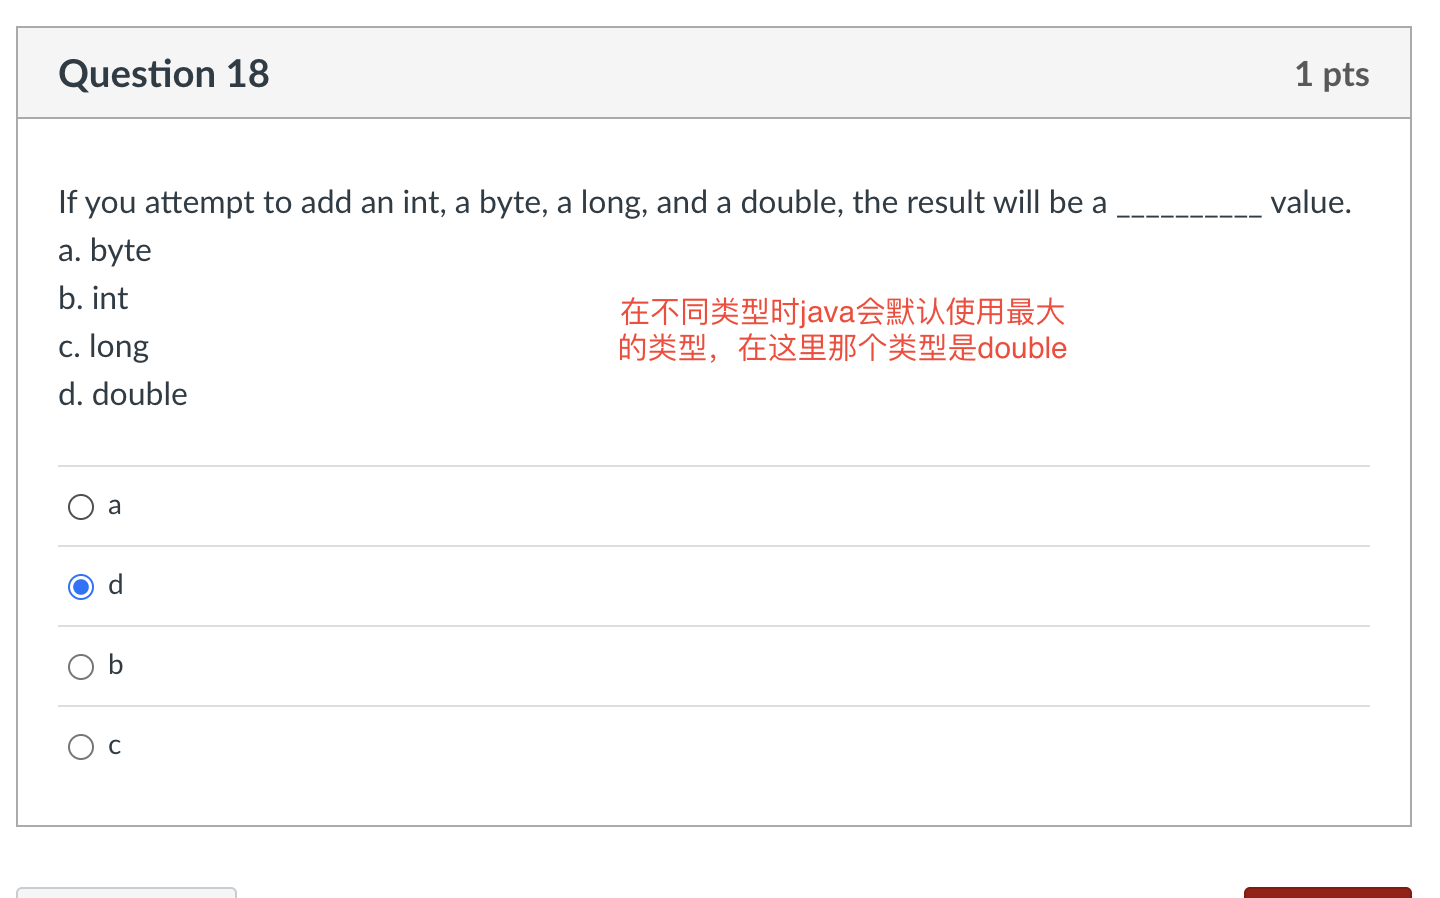 Question 18
1 pts
If you attempt to add an int, a byte, a long, and a double, the result will be a __________ value.
a. byte
b. int
c. long
d. double
在不同类型时java会默认使用最大
的类型，在这里那个类型是double
a
d
b
c